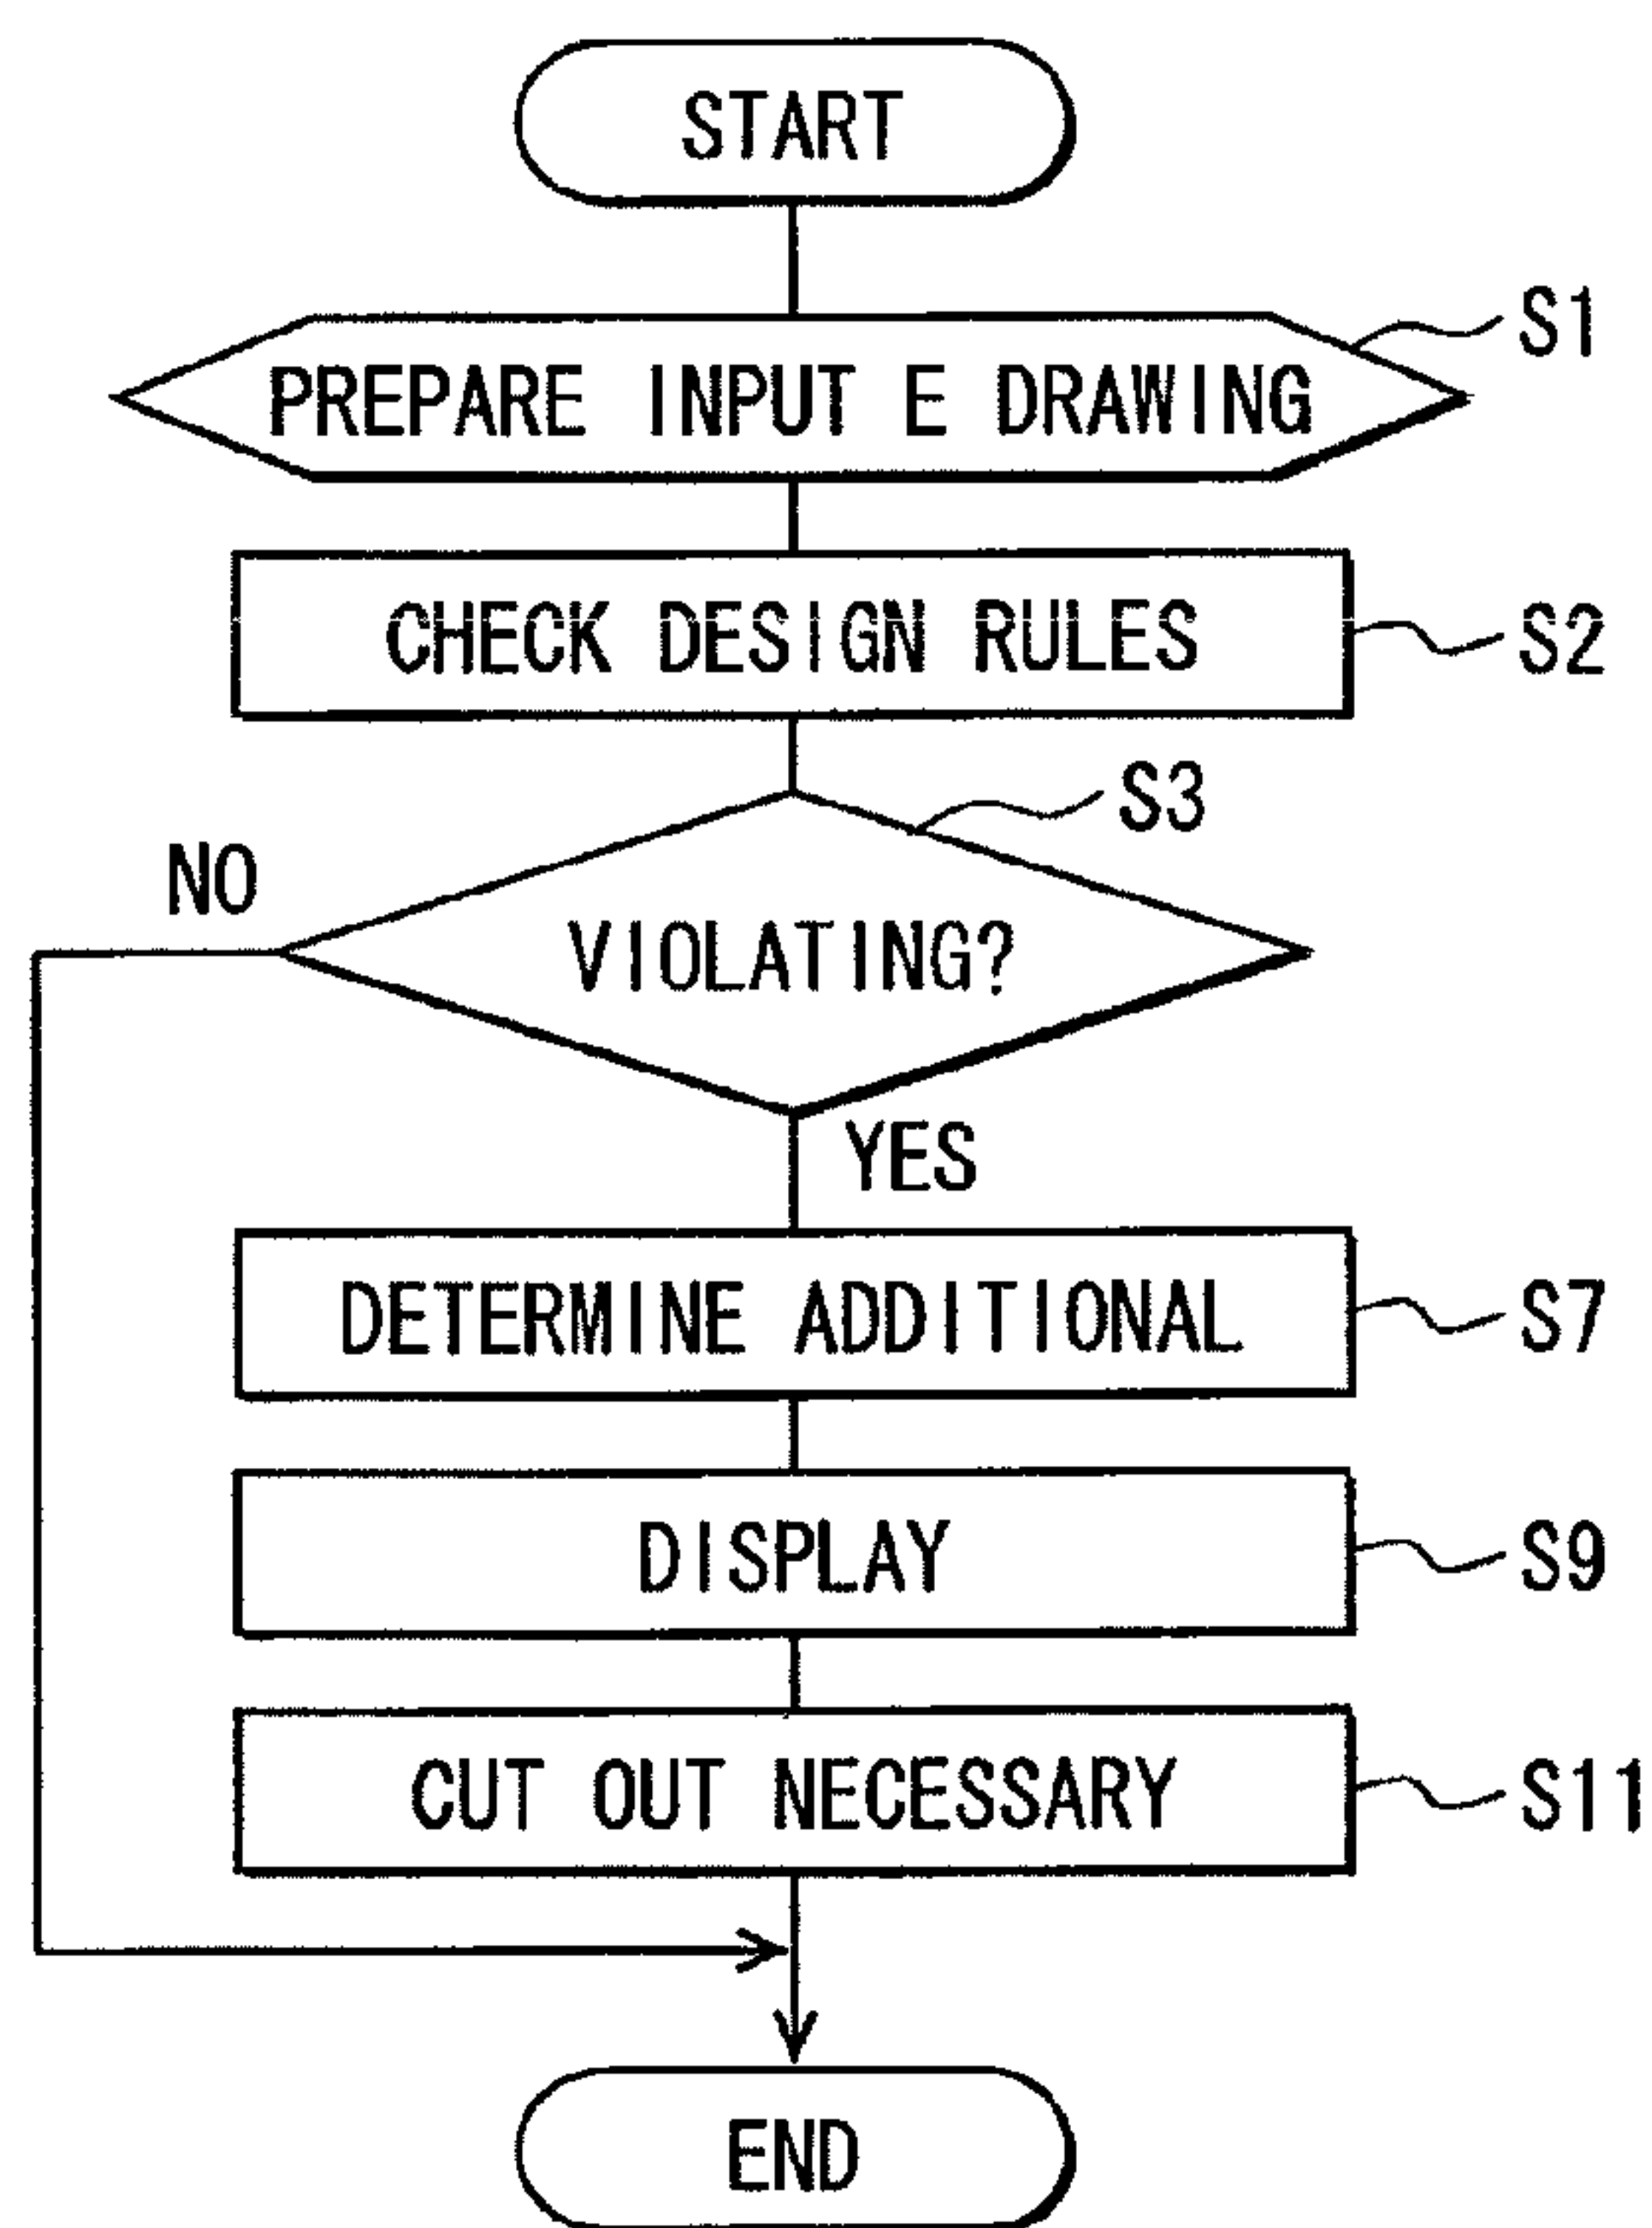 START
PREPARE INPUT E DRAWING
S1
CHECK DESIGN RULES
S2
S3
NO
VIOLATING?
YES
DETERMINE ADDITIONAL
S7
DISPLAY
S9
CUT OUT NECESSARY
S11
END